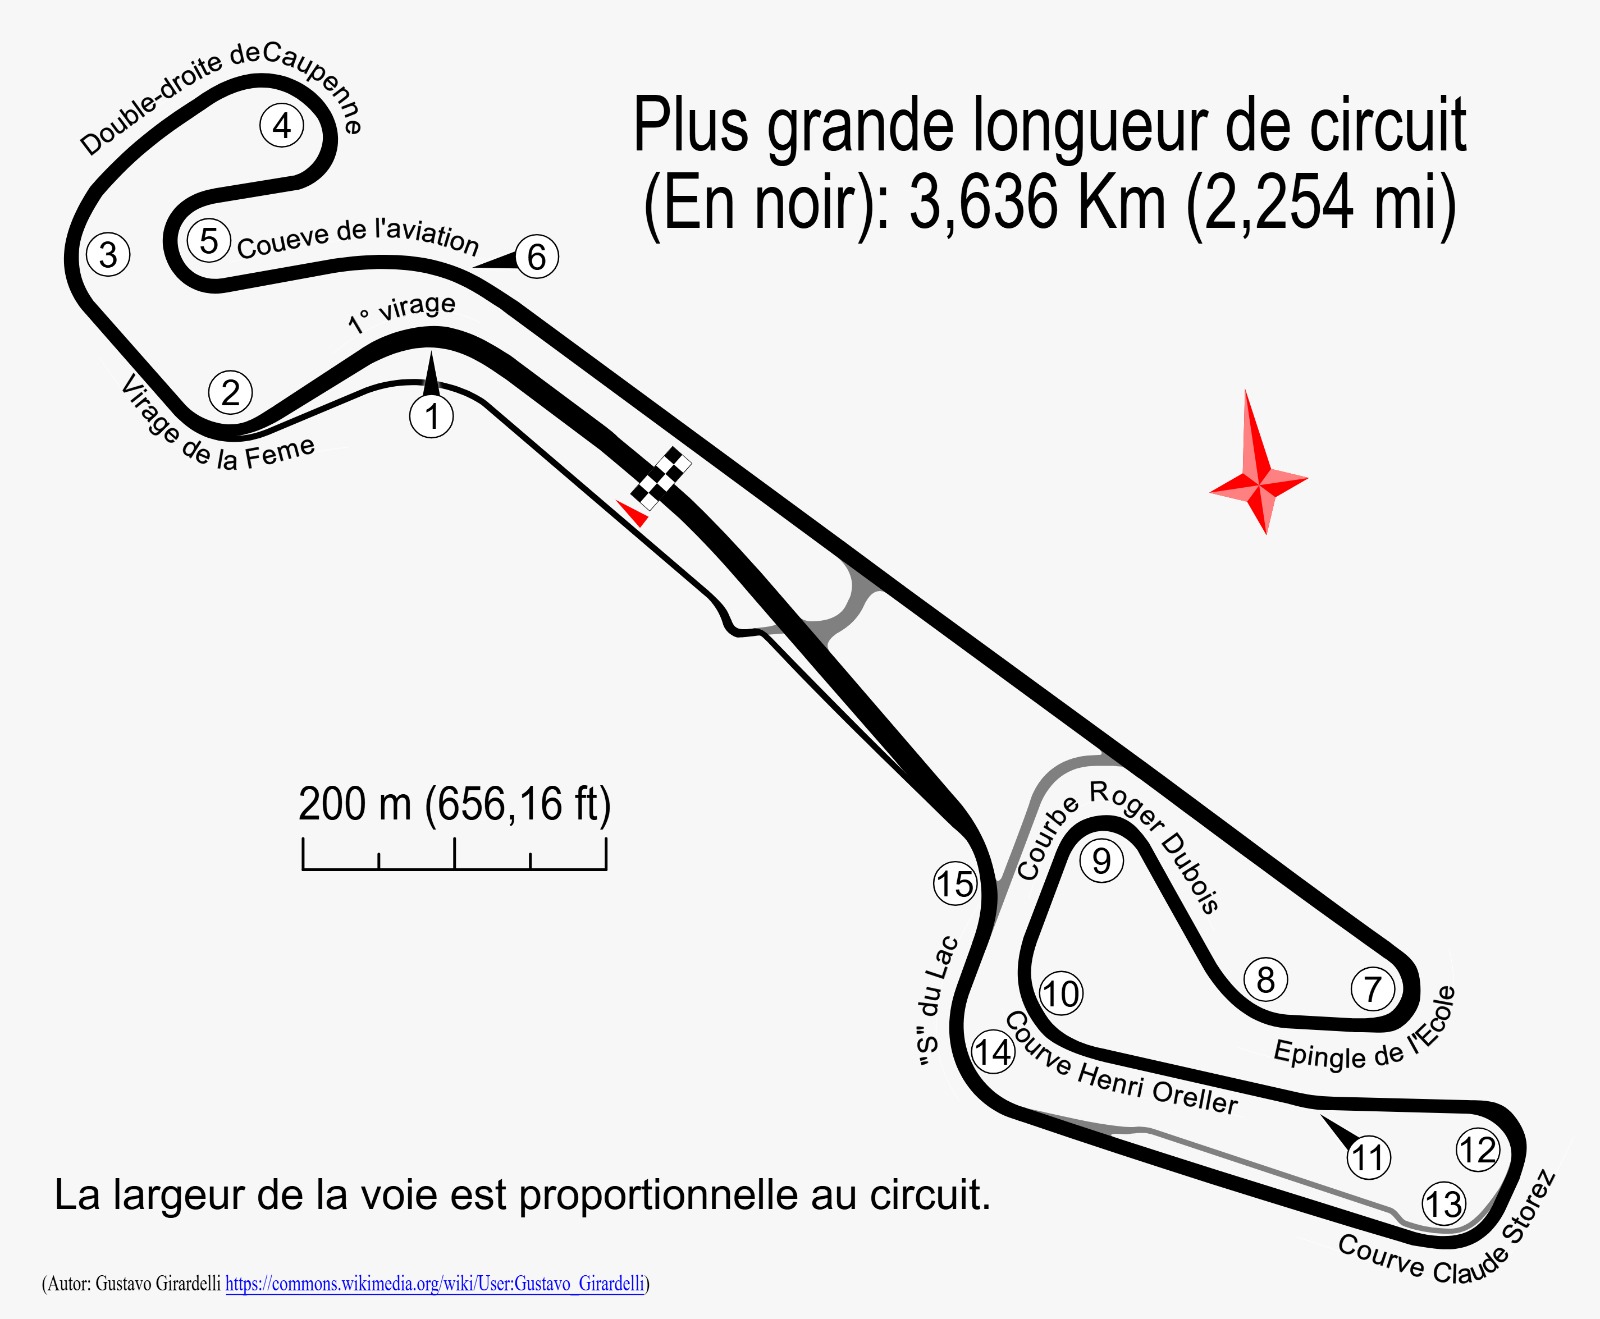 Double-droite de Caupenne
Plus grande longueur de circuit
(En noir): 3,636 Km (2,254 mi)
4
3
5
Coueve de l'aviation
6
1° virage
2
1
Virage de la Feme
200 m (656,16 ft)
Courbe Roger Dubois
9
15
8
7
10
"S" du Lac
14
Epingle de l'Ecole
Courve Henri Oreller
11
12
13
Courve Claude Storez
La largeur de la voie est proportionnelle au circuit.
(Autor: Gustavo Girardelli https://commons.wikimedia.org/wiki/User:Gustavo_Girardelli)